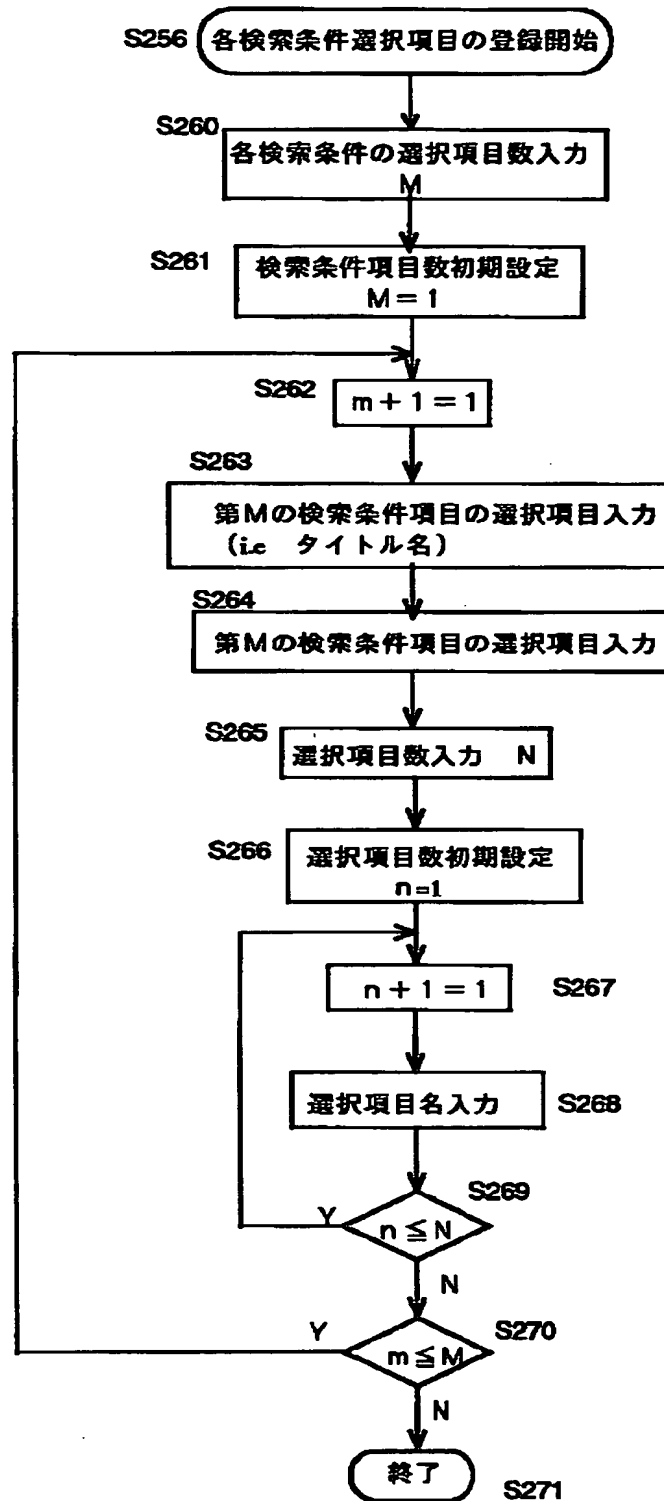 S256 各検索条件選択項目の登録開始
S260
各検索条件の選択項目数入力
M
S261
検索条件項目数初期設定
M = 1
S262
m + 1 = 1
S263
第Mの検索条件項目の選択項目入力
(i.e タイトル名)
S264
第Mの検索条件項目の選択項目入力
S265
選択項目数入力 N
S266
選択項目数初期設定
n=1
n + 1 = 1
S267
選択項目名入力
S268
S269
Y
n ≦ N
N
S270
Y
m ≦ M
N
終了
S271